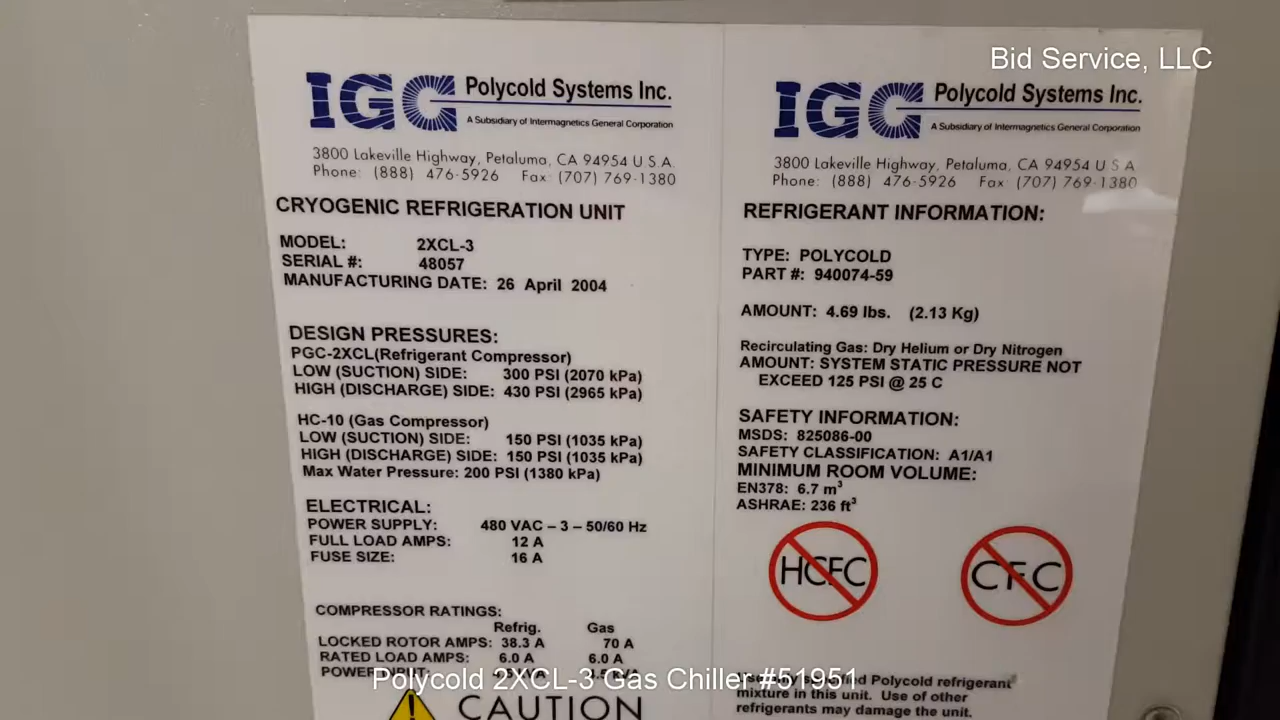 Bid Service, LLC
IGC Polycold Systems Inc.
A Subsidiary of Intermagnetics General Corporation
3800 Lakeville Highway, Petaluma, CA 94954 U.S.A.
Phone: (888) 476-5926 Fax: (707) 769-1380
CRYOGENIC REFRIGERATION UNIT
MODEL: 2XCL-3
SERIAL #: 48057
MANUFACTURING DATE: 26 April 2004
DESIGN PRESSURES:
PGC-2XCL(Refrigerant Compressor)
LOW (SUCTION) SIDE: 300 PSI (2070 kPa)
HIGH (DISCHARGE) SIDE: 430 PSI (2965 kPa)
HC-10 (Gas Compressor)
LOW (SUCTION) SIDE: 150 PSI (1035 kPa)
HIGH (DISCHARGE) SIDE: 150 PSI (1035 kPa)
Max Water Pressure: 200 PSI (1380 kPa)
ELECTRICAL:
POWER SUPPLY: 480 VAC – 3 – 50/60 Hz
FULL LOAD AMPS: 12 A
FUSE SIZE: 16 A
COMPRESSOR RATINGS:
Refrig. Gas
LOCKED ROTOR AMPS: 38.3 A 70 A
RATED LOAD AMPS: 6.0 A 6.0 A
POWER INPUT:
CAUTION
IGC Polycold Systems Inc.
A Subsidiary of Intermagnetics General Corporation
3800 Lakeville Highway, Petaluma, CA 94954 U.S.A.
Phone: (888) 476-5926 Fax: (707) 769-1380
REFRIGERANT INFORMATION:
TYPE: POLYCOLD
PART #: 940074-59
AMOUNT: 4.69 lbs. (2.13 Kg)
Recirculating Gas: Dry Helium or Dry Nitrogen
AMOUNT: SYSTEM STATIC PRESSURE NOT
EXCEED 125 PSI @ 25 C
SAFETY INFORMATION:
MSDS: 825086-00
SAFETY CLASSIFICATION: A1/A1
MINIMUM ROOM VOLUME:
EN378: 6.7 m³
ASHRAE: 236 ft³
HCFC
CFC
Polycold refrigerant
mixture in this unit. Use of other
refrigerants may damage the unit.
Polycold 2XCL-3 Gas Chiller #51951